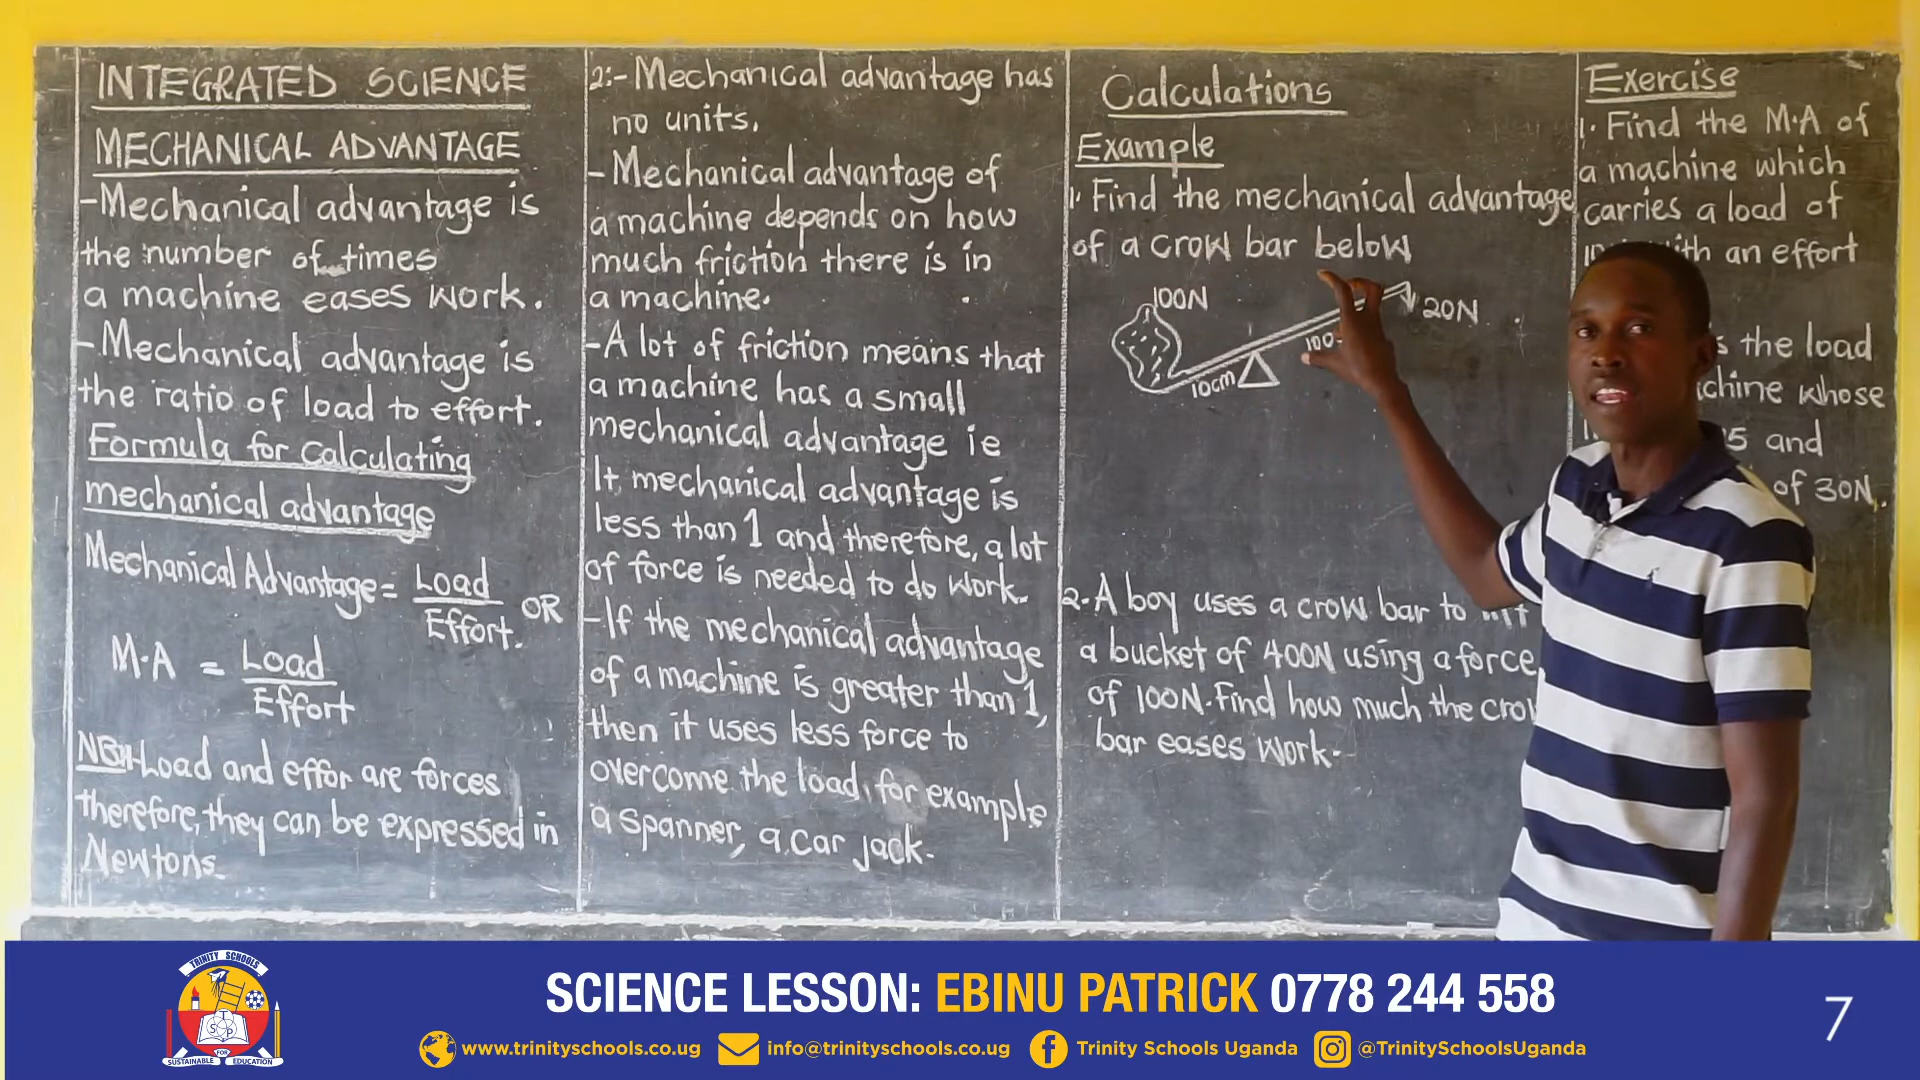 INTEGRATED SCIENCE
MECHANICAL ADVANTAGE
-Mechanical advantage is
the number of times
a machine eases work.
-Mechanical advantage is
the ratio of load to effort.
Formula for calculating
mechanical advantage
Mechanical Advantage = Load OR
Effort.
M.A = Load
Effort
NB:1-Load and effor are forces
therefore, they can be expressed in
Newtons.
2:- Mechanical advantage has
no units.
-Mechanical advantage of
a machine depends on how
much friction there is in
a machine.
-A lot of friction means that
a machine has a small
mechanical advantage ie
It mechanical advantage is
less than 1 and therefore, a lot
of force is needed to do work.
-If the mechanical advantage
of a machine is greater than 1,
then it uses less force to
overcome the load, for example
a spanner, a car jack.
Calculations
Example
1. Find the mechanical advantage
of a crow bar below
100N
20N
100
10cm
2. A boy uses a crow bar to
a bucket of 400N using a force
of 100N. Find how much the
bar eases work.
Exercise
1. Find the M.A of
a machine which
carries a load of
an effort
the load
whose
5 and
of 30N.
TRINITY SCHOOLS
STP
SUSTAINABLE FOR EDUCATION
SCIENCE LESSON: EBINU PATRICK 0778 244 558
www.trinityschools.co.ug info@trinityschools.co.ug Trinity Schools Uganda @TrinitySchoolsUganda
7